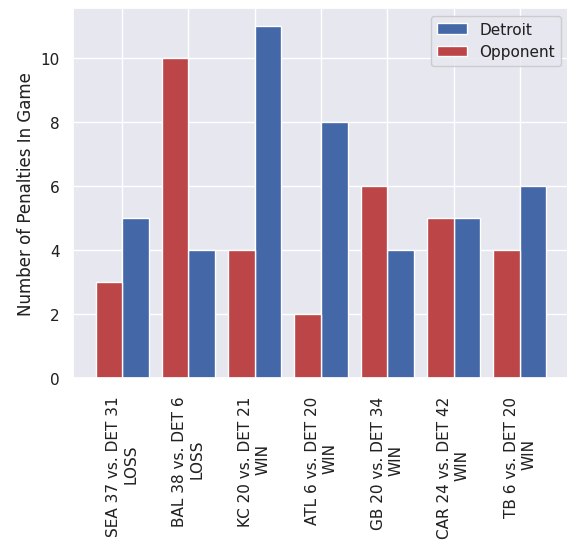 Detroit
Opponent
Number of Penalties In Game
10
8
6
4
2
0
SEA 37 vs. DET 31
LOSS
BAL 38 vs. DET 6
LOSS
KC 20 vs. DET 21
WIN
ATL 6 vs. DET 20
WIN
GB 20 vs. DET 34
WIN
CAR 24 vs. DET 42
WIN
TB 6 vs. DET 20
WIN